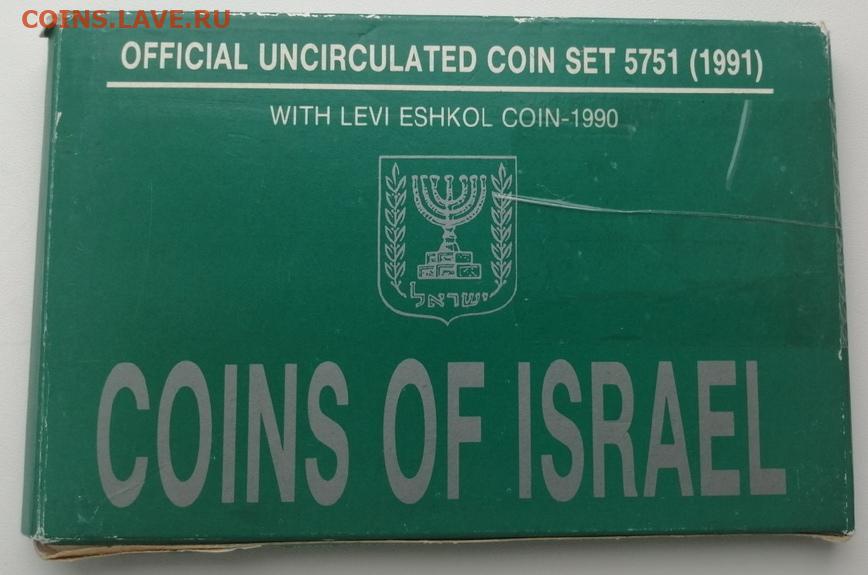 COINS.LAVE.RU
OFFICIAL UNCIRCULATED COIN SET 5751 (1991)
WITH LEVI ESHKOL COIN-1990
ישראל
COINS OF ISRAEL